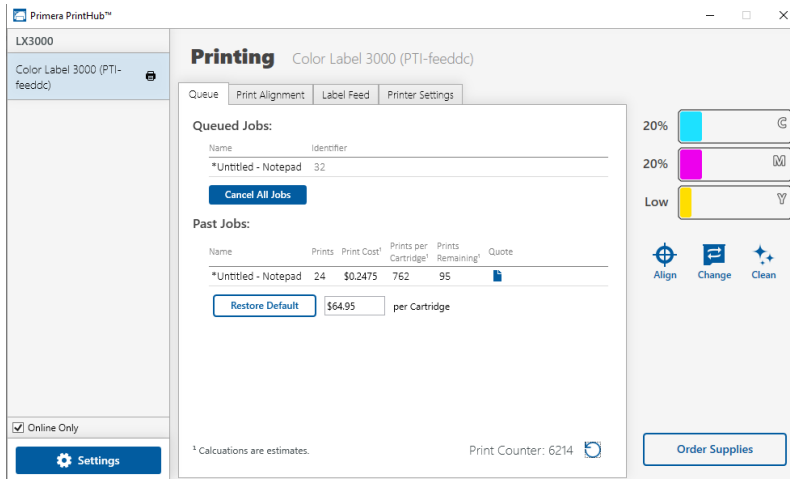 Primera PrintHub™
LX3000
Color Label 3000 (PTI-
feeddc)
Printing Color Label 3000 (PTI-feeddc)
Queue Print Alignment Label Feed Printer Settings
Queued Jobs:
Name Identifier
*Untitled - Notepad 32
Cancel All Jobs
Past Jobs:
Name Prints Print Cost¹ Prints per Cartridge¹ Prints Remaining¹ Quote
*Untitled - Notepad 24 $0.2475 762 95
Restore Default $64.95 per Cartridge
¹ Calcuations are estimates.
Print Counter: 6214
20% C
20% M
Low Y
Align Change Clean
Order Supplies
Online Only
Settings